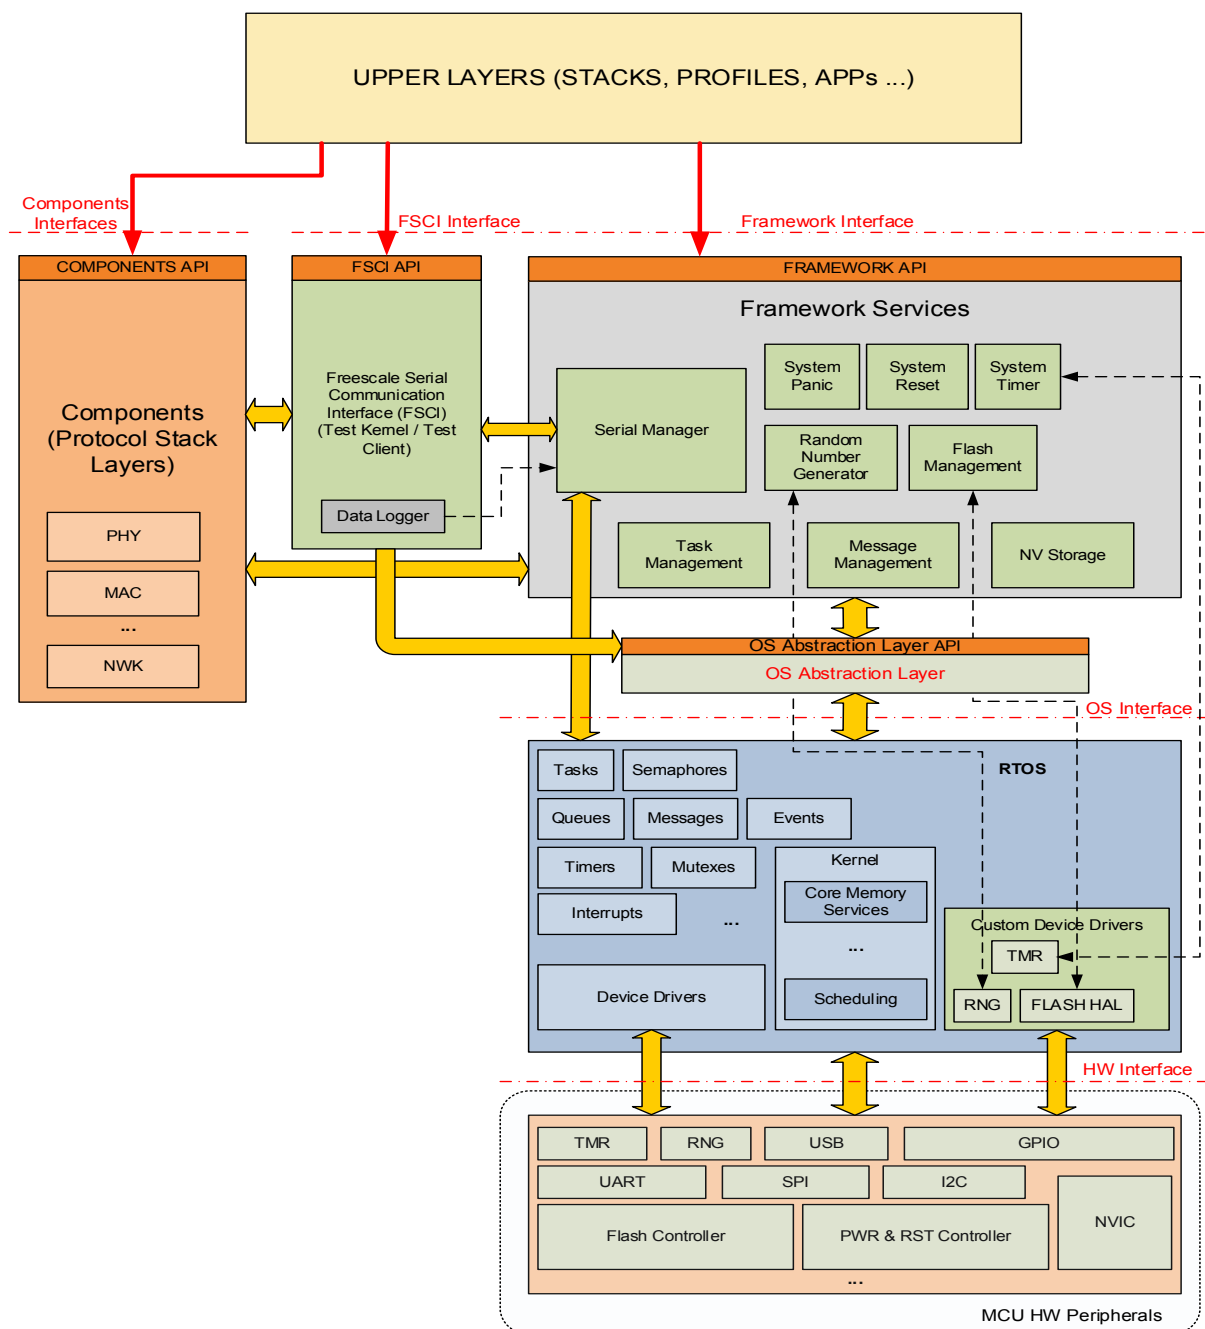 UPPER LAYERS (STACKS, PROFILES, APPs ...)
Components
Interfaces
FSCI Interface
Framework Interface
COMPONENTS API
FSCI API
FRAMEWORK API
Components
(Protocol Stack
Layers)
PHY
MAC
...
NWK
Freescale Serial
Communication
Interface (FSCI)
(Test Kernel / Test
Client)
Data Logger
Framework Services
Serial Manager
System
Panic
System
Reset
System
Timer
Random
Number
Generator
Flash
Management
Task
Management
Message
Management
NV Storage
OS Abstraction Layer API
OS Abstraction Layer
OS Interface
RTOS
Tasks
Semaphores
Queues
Messages
Events
Timers
Mutexes
Interrupts
...
Device Drivers
Kernel
Core Memory
Services
...
Scheduling
Custom Device Drivers
TMR
RNG
FLASH HAL
HW Interface
TMR
RNG
USB
GPIO
UART
SPI
I2C
NVIC
Flash Controller
PWR & RST Controller
...
MCU HW Peripherals